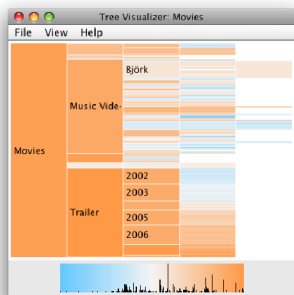 Tree Visualizer: Movies
File View Help
Björk
Music Vide-
Movies
2002
2003
Trailer
2005
2006